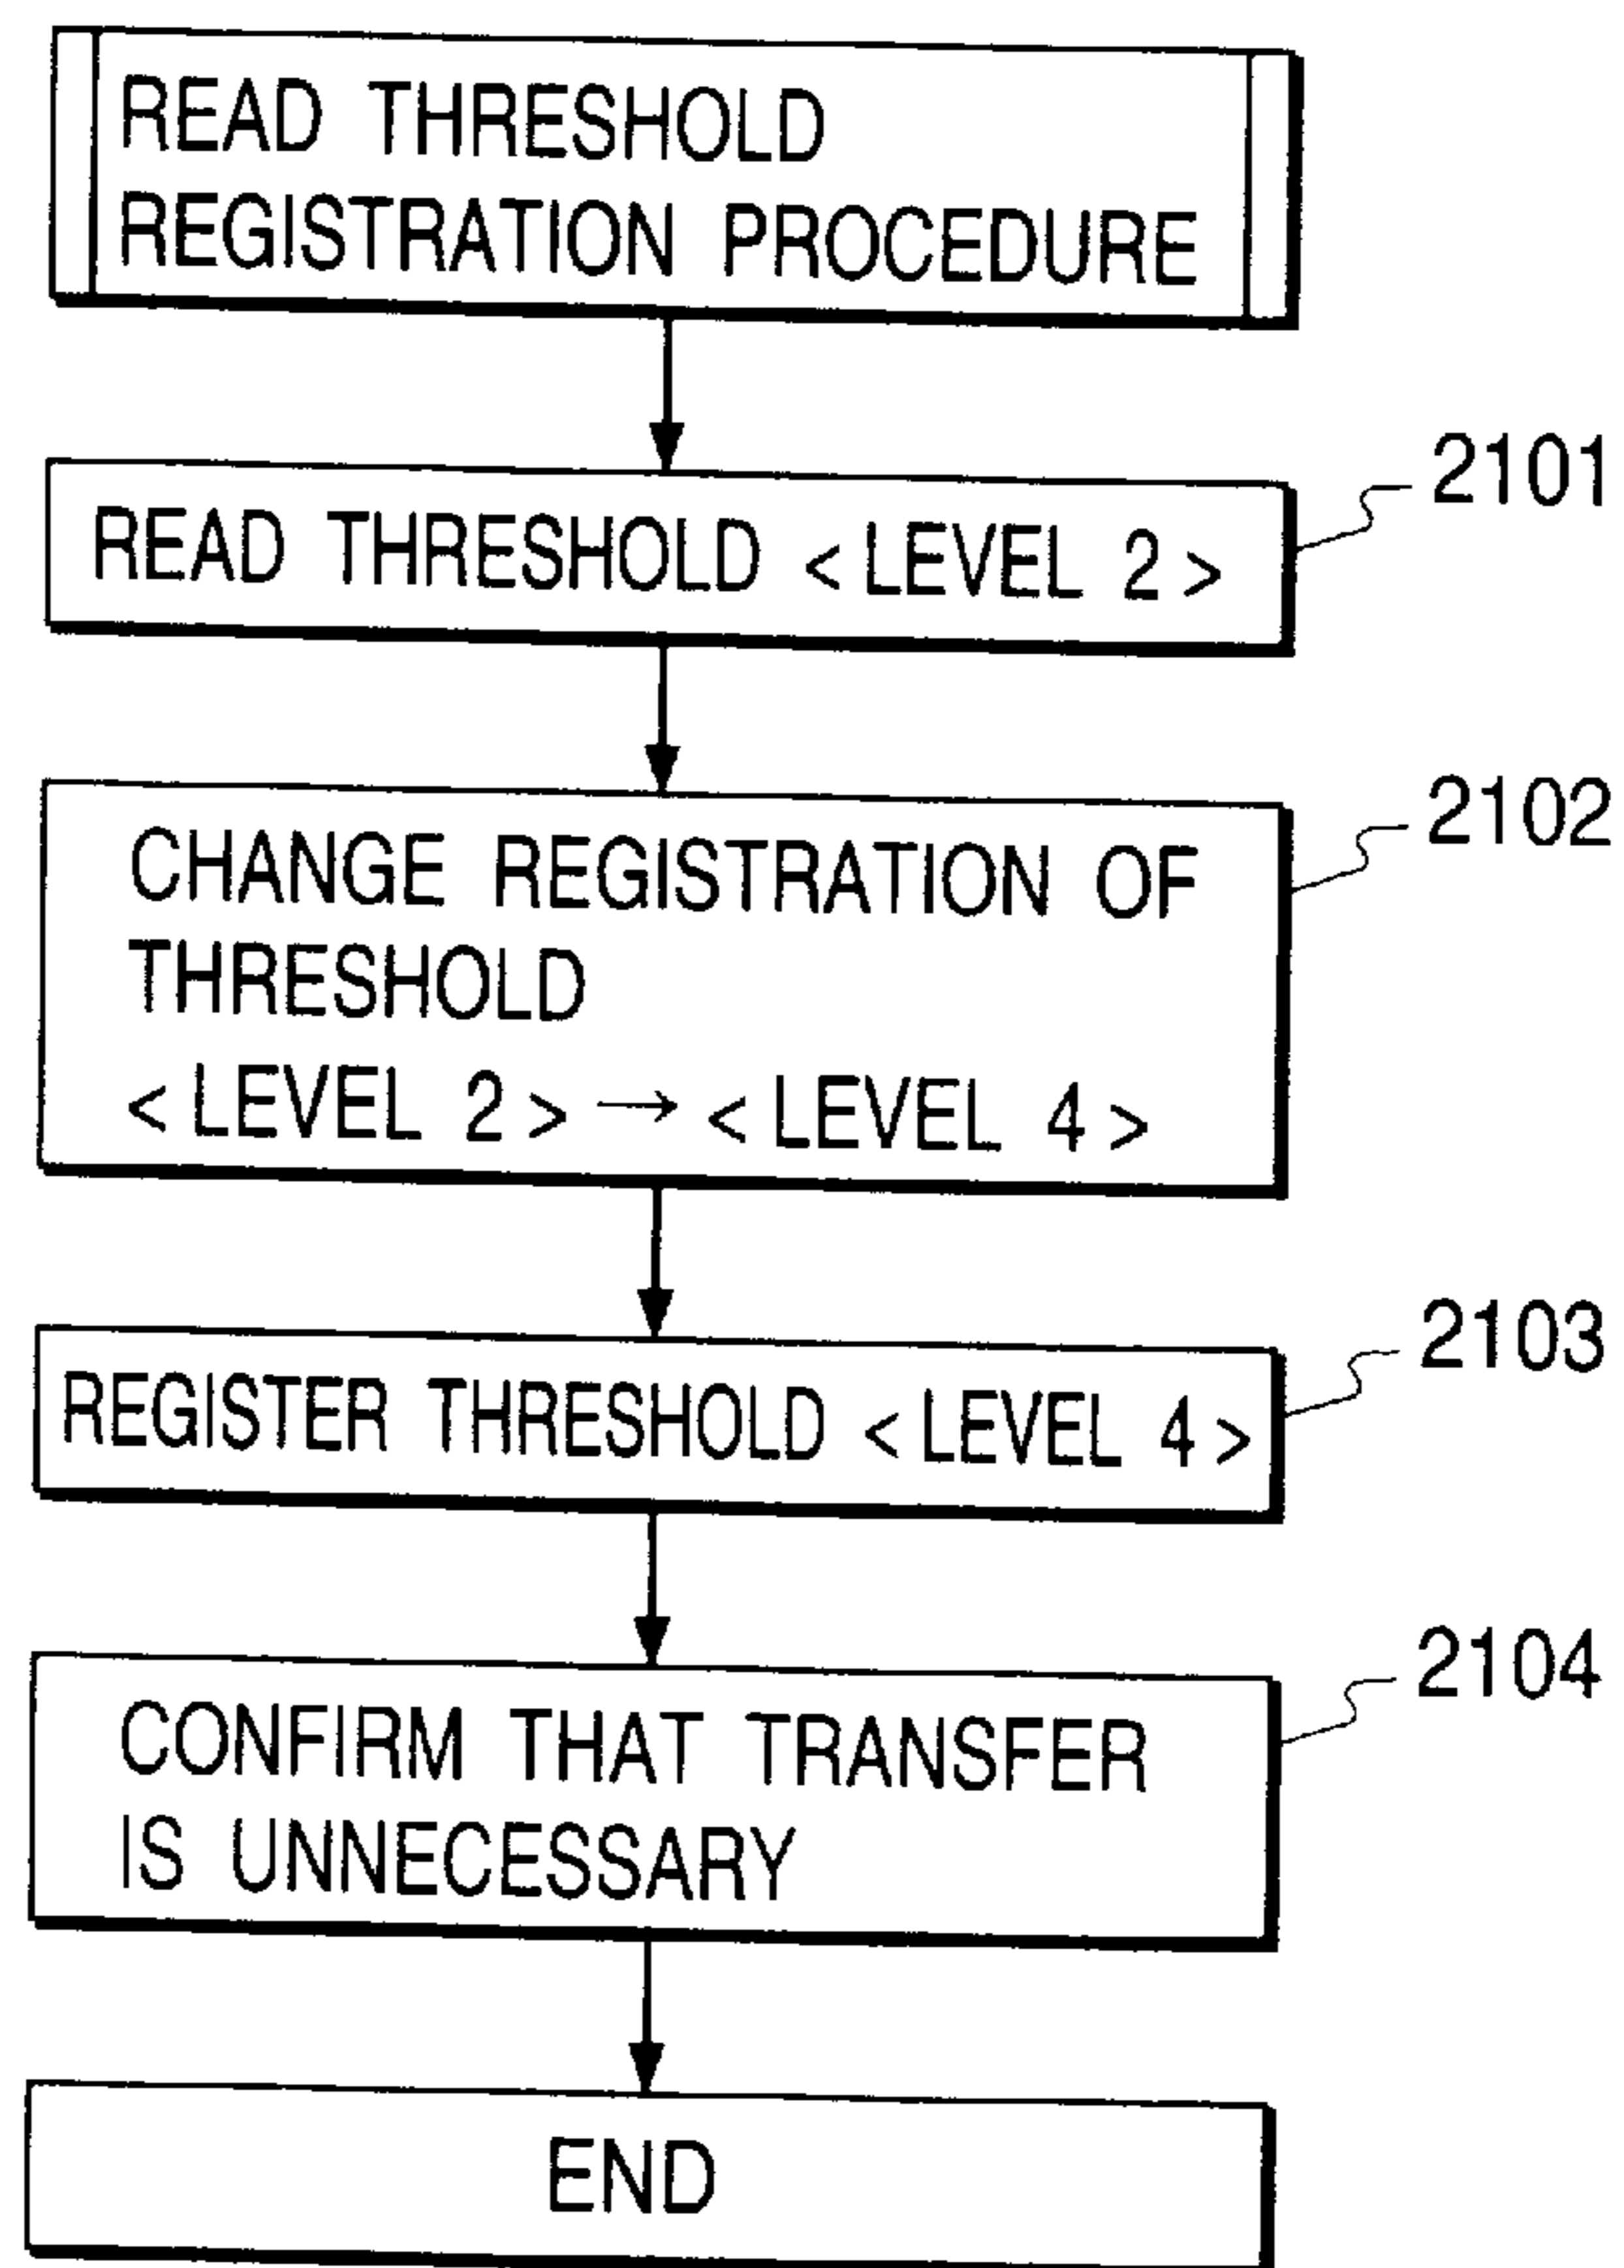 READ THRESHOLD
REGISTRATION PROCEDURE
2101
READ THRESHOLD < LEVEL 2 >
2102
CHANGE REGISTRATION OF
THRESHOLD
< LEVEL 2 > → < LEVEL 4 >
2103
REGISTER THRESHOLD < LEVEL 4 >
2104
CONFIRM THAT TRANSFER
IS UNNECESSARY
END